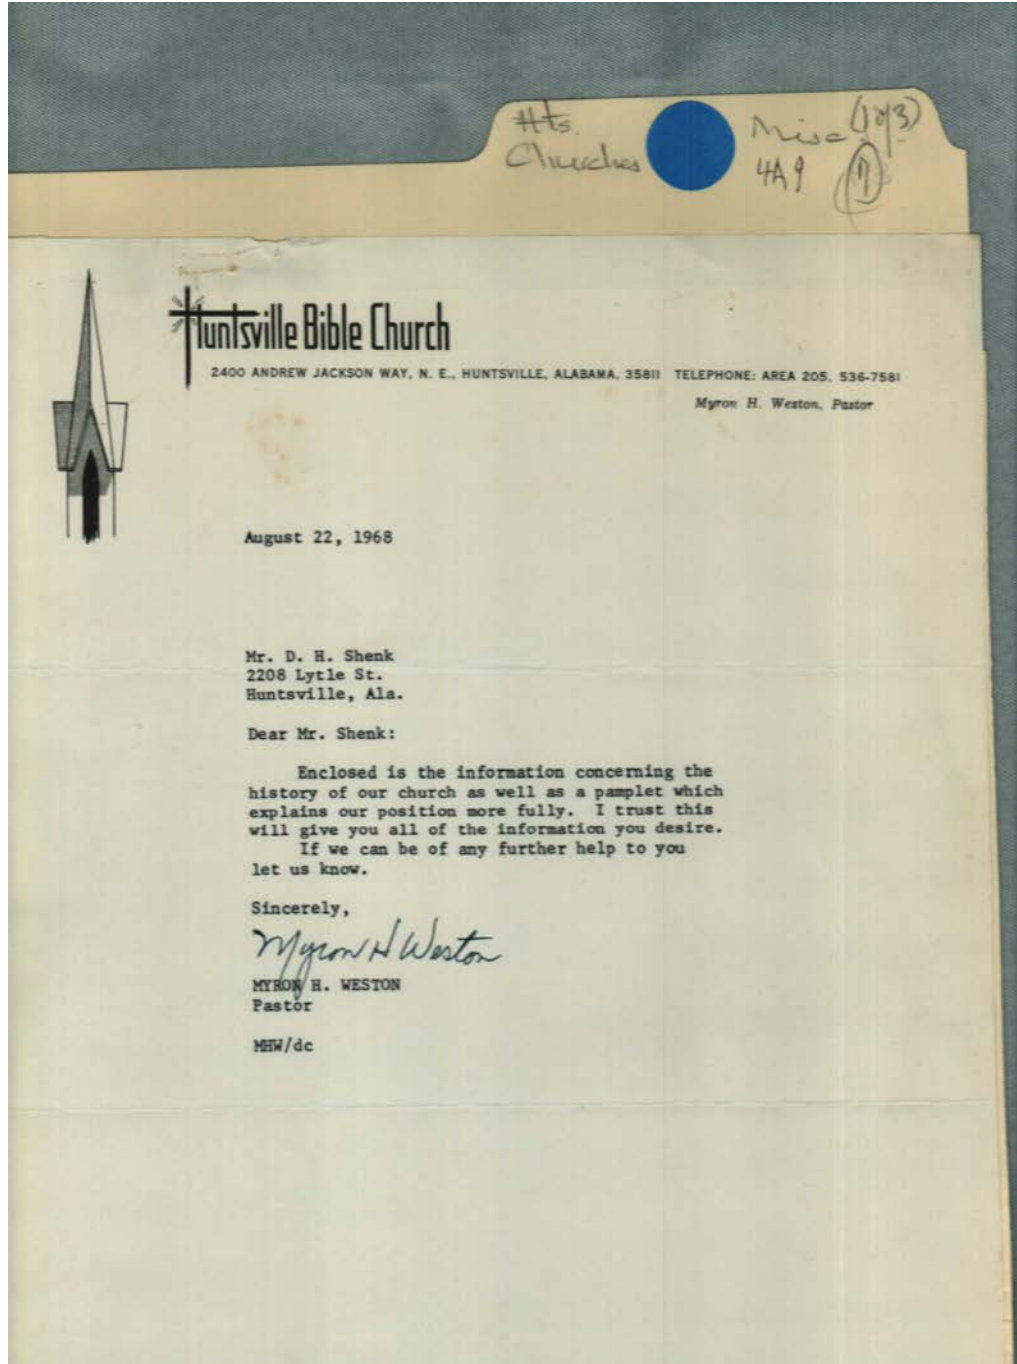 Hts. Misc (1 of 3)
Churches 4A9 7
Huntsville Bible Church
2400 ANDREW JACKSON WAY, N. E., HUNTSVILLE, ALABAMA, 35811 TELEPHONE: AREA 205, 536-7581
Myron H. Weston, Pastor
August 22, 1968
Mr. D. H. Shenk
2208 Lytle St.
Huntsville, Ala.
Dear Mr. Shenk:
Enclosed is the information concerning the
history of our church as well as a pamplet which
explains our position more fully. I trust this
will give you all of the information you desire.
If we can be of any further help to you
let us know.
Sincerely,
Myron H Weston
MYRON H. WESTON
Pastor
MHW/dc